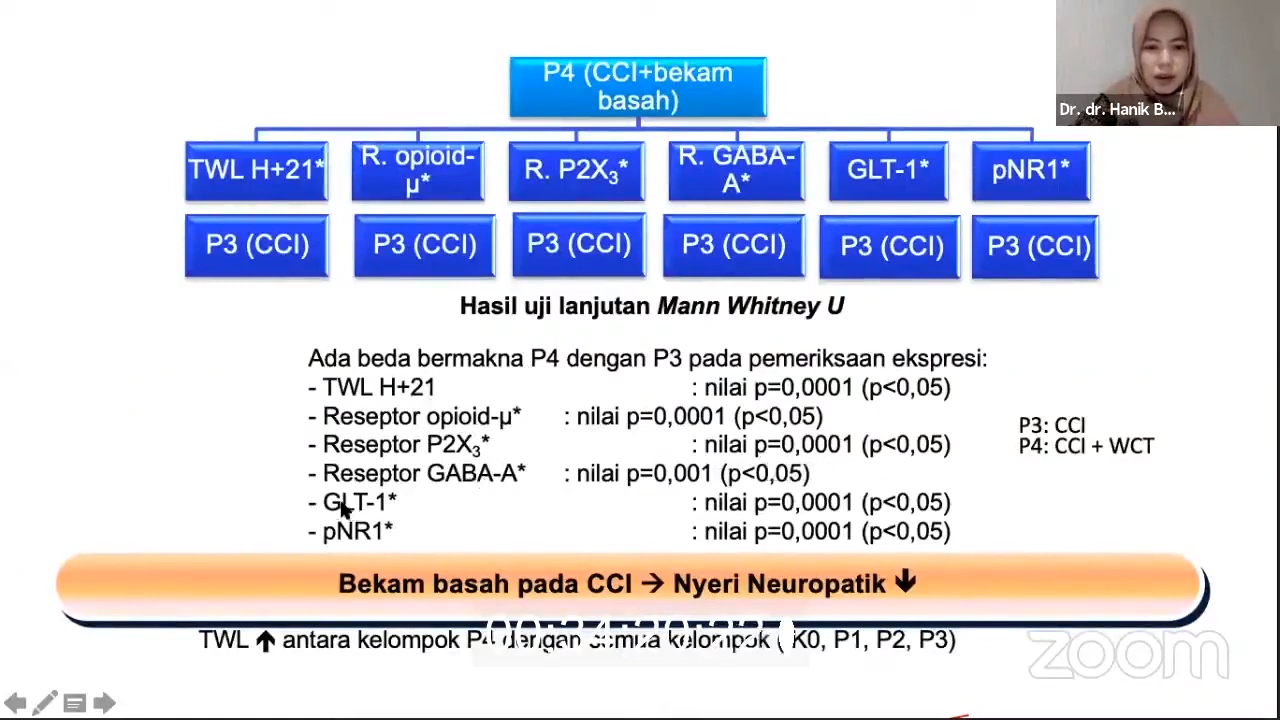 P4 (CCI+bekam
basah)
Dr. dr. Hanik B...
TWL H+21*
R. opioid-
µ*
R. P2X₃*
R. GABA-
A*
GLT-1*
pNR1*
P3 (CCI)
P3 (CCI)
P3 (CCI)
P3 (CCI)
P3 (CCI)
P3 (CCI)
Hasil uji lanjutan Mann Whitney U
Ada beda bermakna P4 dengan P3 pada pemeriksaan ekspresi:
- TWL H+21 : nilai p=0,0001 (p<0,05)
- Reseptor opioid-µ* : nilai p=0,0001 (p<0,05)
- Reseptor P2X₃* : nilai p=0,0001 (p<0,05)
- Reseptor GABA-A* : nilai p=0,001 (p<0,05)
- GLT-1* : nilai p=0,0001 (p<0,05)
- pNR1* : nilai p=0,0001 (p<0,05)
P3: CCI
P4: CCI + WCT
Bekam basah pada CCI → Nyeri Neuropatik ↓
TWL ↑ antara kelompok P4 dengan semua kelompok ( K0, P1, P2, P3)
zoom